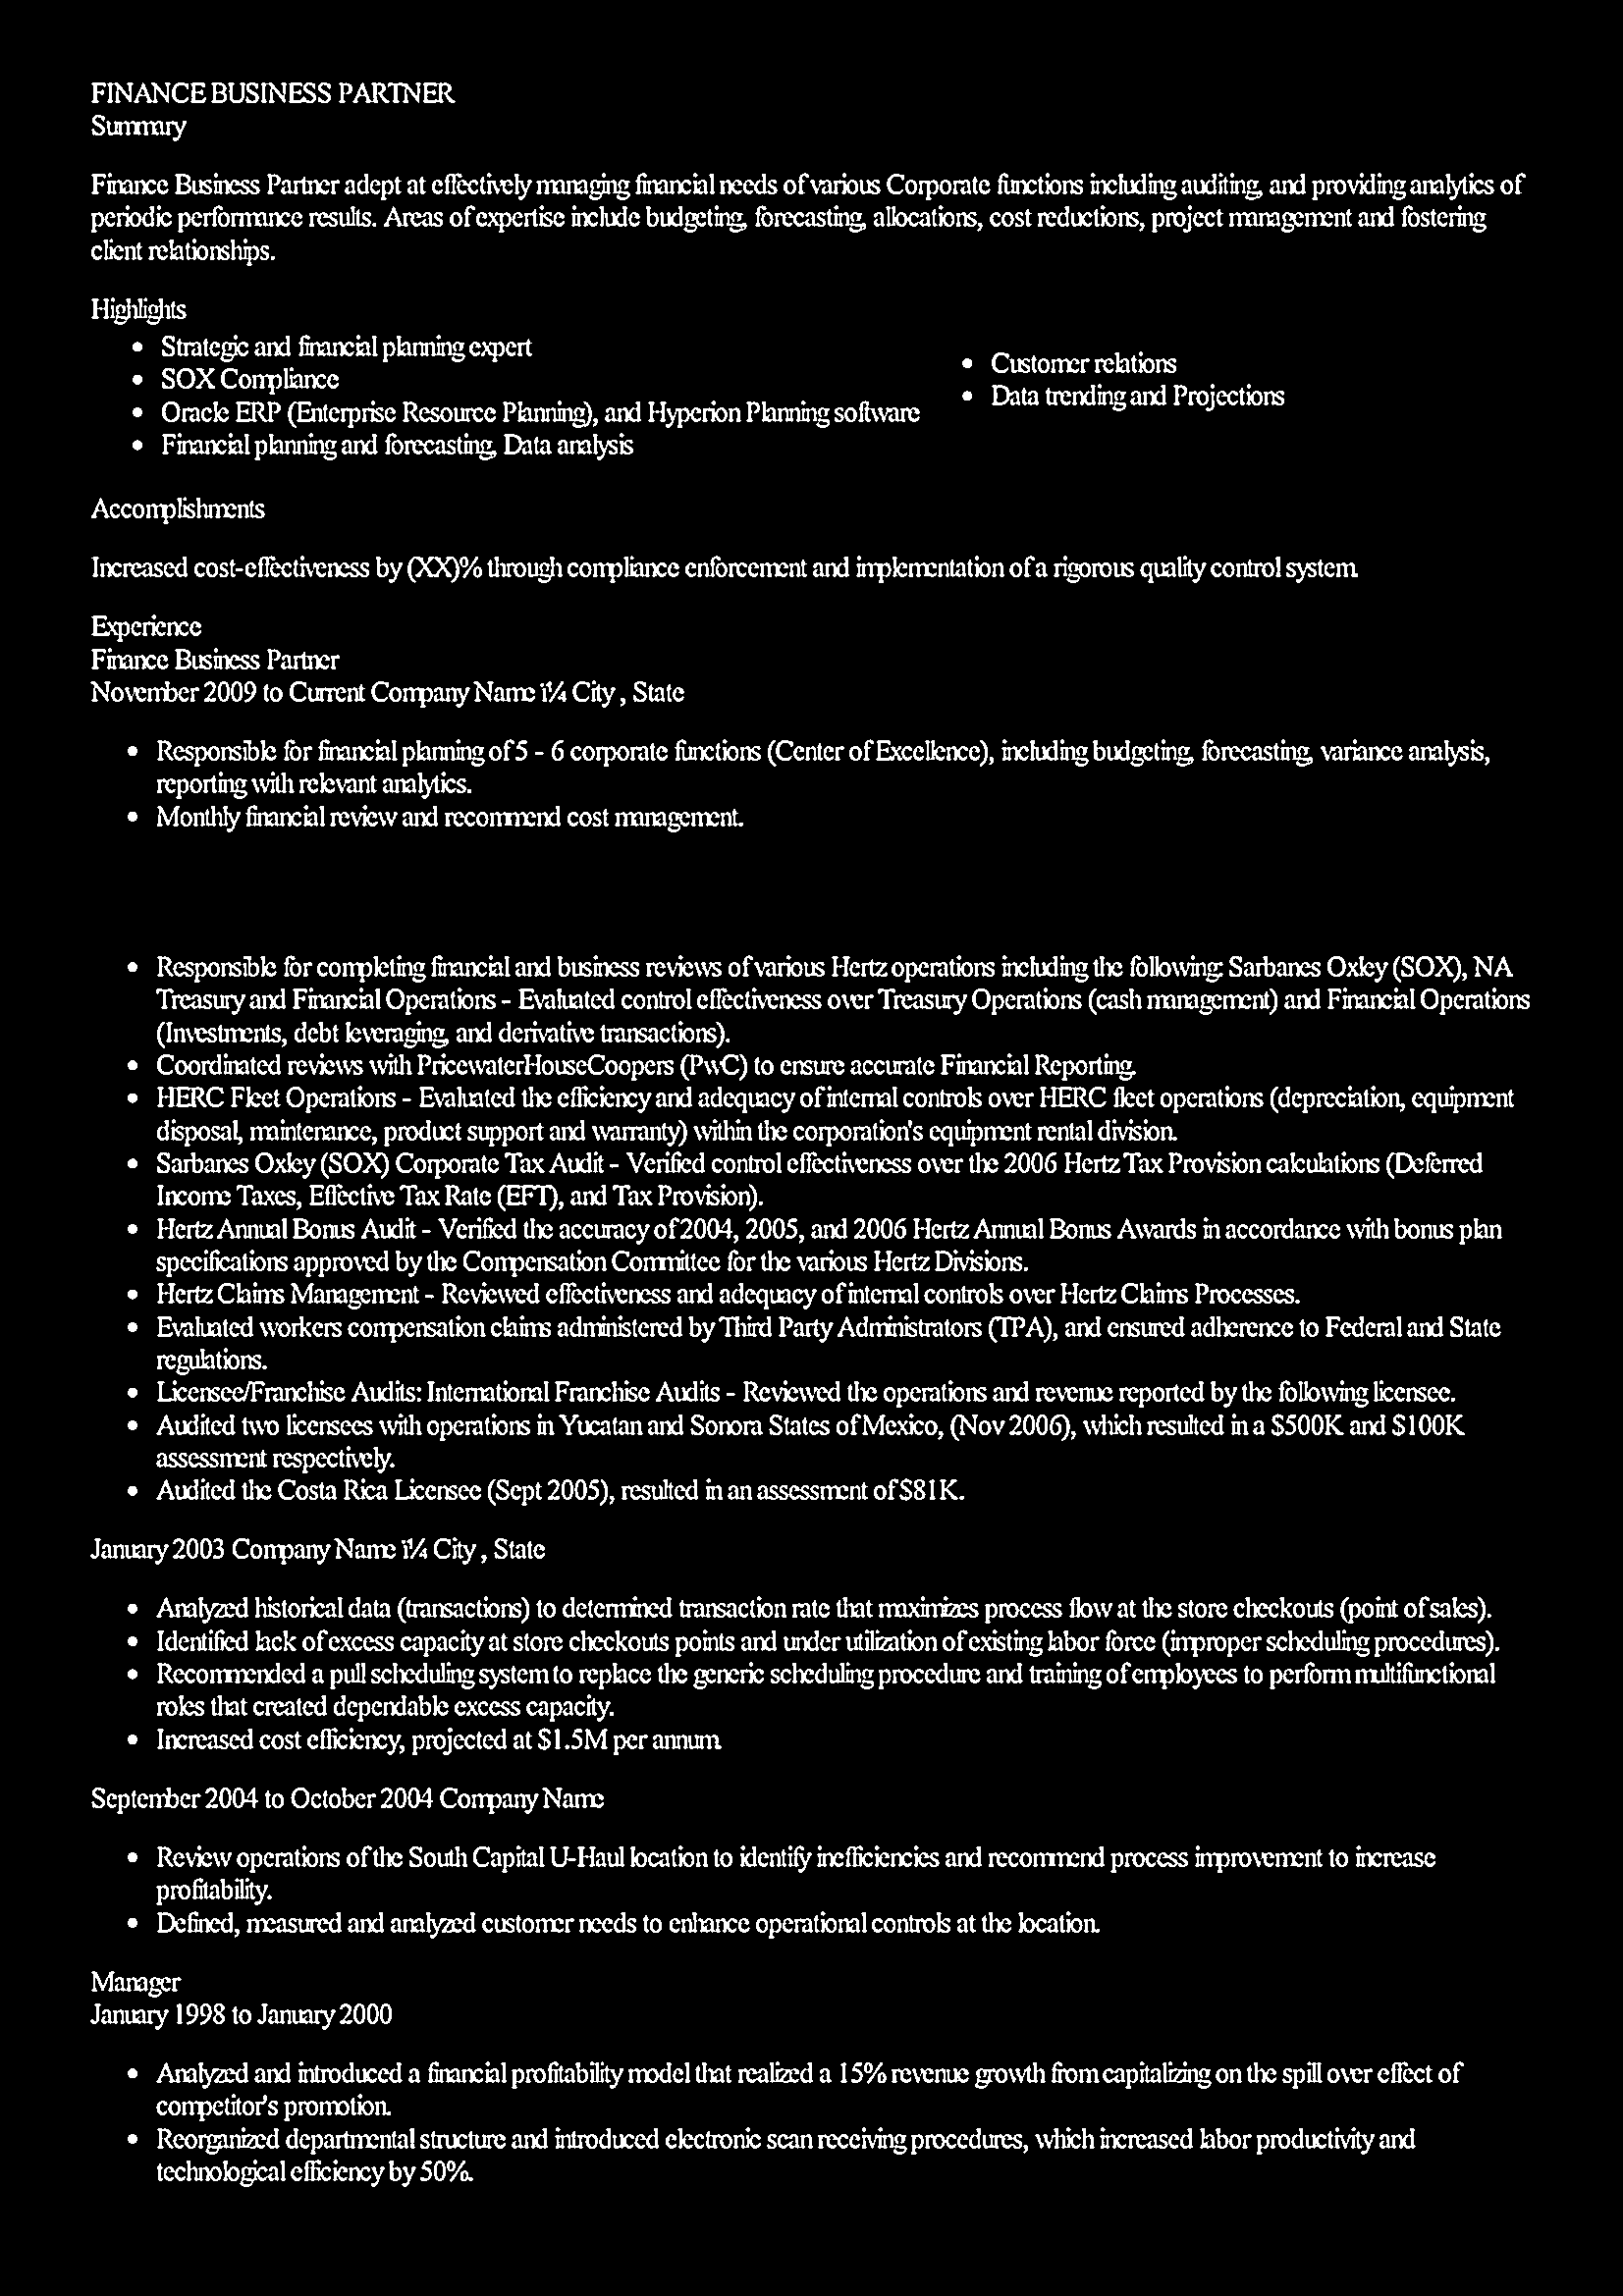 FINANCE BUSINESS PARTNER
Summary
Finance Business Partner adept at effectively managing financial needs of various Corporate functions including auditing, and providing analytics of
periodic performance results. Areas of expertise include budgeting, forecasting, allocations, cost reductions, project management and fostering
client relationships.
Highlights
• Strategic and financial planning expert
• SOX Compliance
• Oracle ERP (Enterprise Resource Planning), and Hyperion Planning software
• Financial planning and forecasting, Data analysis
• Customer relations
• Data trending and Projections
Accomplishments
Increased cost-effectiveness by (XX)% through compliance enforcement and implementation of a rigorous quality control system.
Experience
Finance Business Partner
November 2009 to Current Company Name ï¼ City , State
• Responsible for financial planning of 5 - 6 corporate functions (Center of Excellence), including budgeting, forecasting, variance analysis,
reporting with relevant analytics.
• Monthly financial review and recommend cost management.
• Responsible for completing financial and business reviews of various Hertz operations including the following: Sarbanes Oxley (SOX), NA
Treasury and Financial Operations - Evaluated control effectiveness over Treasury Operations (cash management) and Financial Operations
(Investments, debt leveraging, and derivative transactions).
• Coordinated reviews with PricewaterHouseCoopers (PwC) to ensure accurate Financial Reporting.
• HERC Fleet Operations - Evaluated the efficiency and adequacy of internal controls over HERC fleet operations (depreciation, equipment
disposal, maintenance, product support and warranty) within the corporation's equipment rental division.
• Sarbanes Oxley (SOX) Corporate Tax Audit - Verified control effectiveness over the 2006 Hertz Tax Provision calculations (Deferred
Income Taxes, Effective Tax Rate (EFT), and Tax Provision).
• Hertz Annual Bonus Audit - Verified the accuracy of 2004, 2005, and 2006 Hertz Annual Bonus Awards in accordance with bonus plan
specifications approved by the Compensation Committee for the various Hertz Divisions.
• Hertz Claims Management - Reviewed effectiveness and adequacy of internal controls over Hertz Claims Processes.
• Evaluated workers compensation claims administered by Third Party Administrators (TPA), and ensured adherence to Federal and State
regulations.
• Licensee/Franchise Audits: International Franchise Audits - Reviewed the operations and revenue reported by the following licensee.
• Audited two licensees with operations in Yucatan and Sonora States of Mexico, (Nov 2006), which resulted in a $500K and $100K
assessment respectively.
• Audited the Costa Rica Licensee (Sept 2005), resulted in an assessment of $81K.
January 2003 Company Name ï¼ City , State
• Analyzed historical data (transactions) to determined transaction rate that maximizes process flow at the store checkouts (point of sales).
• Identified lack of excess capacity at store checkouts points and under utilization of existing labor force (improper scheduling procedures).
• Recommended a pull scheduling system to replace the generic scheduling procedure and training of employees to perform multifunctional
roles that created dependable excess capacity.
• Increased cost efficiency, projected at $1.5M per annum.
September 2004 to October 2004 Company Name
• Review operations of the South Capital U-Haul location to identify inefficiencies and recommend process improvement to increase
profitability.
• Defined, measured and analyzed customer needs to enhance operational controls at the location.
Manager
January 1998 to January 2000
• Analyzed and introduced a financial profitability model that realized a 15% revenue growth from capitalizing on the spill over effect of
competitor's promotion.
• Reorganized departmental structure and introduced electronic scan receiving procedures, which increased labor productivity and
technological efficiency by 50%.